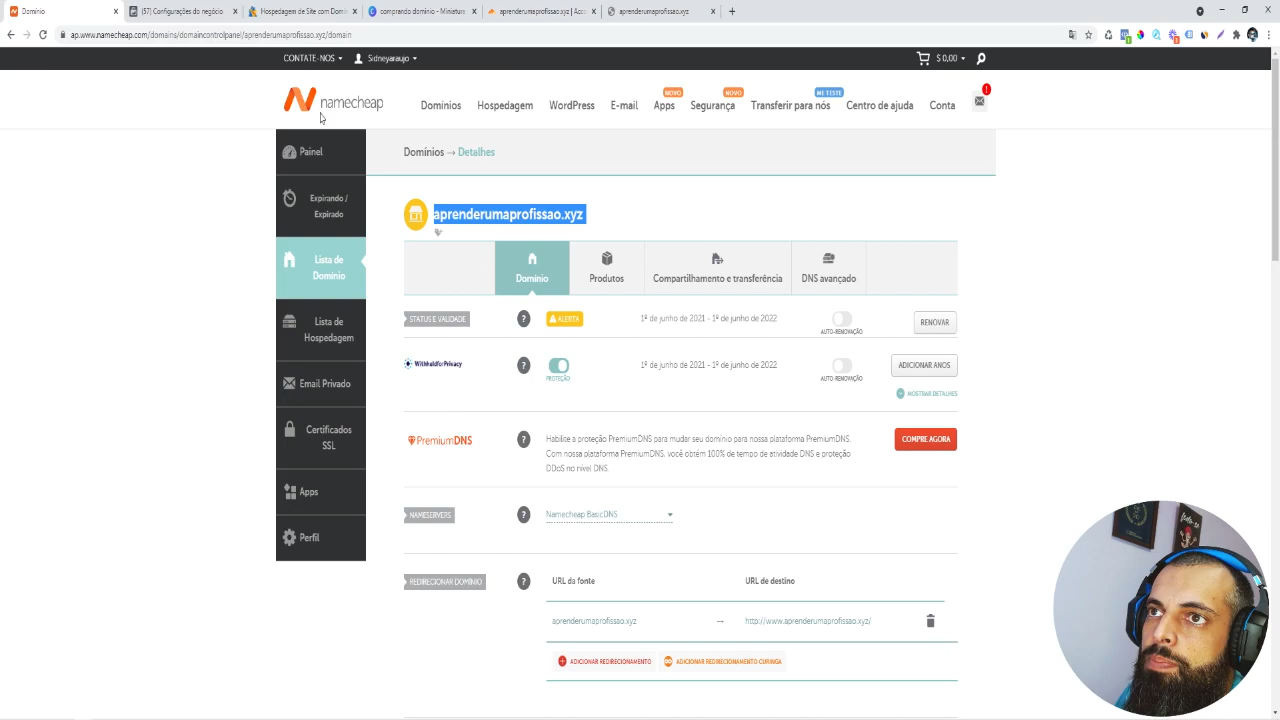 Domínio
(57) Configurações do negócio
Hospedagem de Site com Domín
comprando dominio - Miniatura
aprenderumaprofissao.xyz | Acco
aprenderumaprofissao.xyz
ap.www.namecheap.com/domains/domaincontrolpanel/aprenderumaprofissao.xyz/domain
CONTATE-NOS
Sidneyaraujo
$ 0,00
namecheap
Domínios
Hospedagem
WordPress
E-mail
NOVO
Apps
NOVO
Segurança
ME TISTE
Transferir para nós
Centro de ajuda
Conta
Painel
Expirando /
Expirado
Lista de
Domínio
Lista de
Hospedagem
Email Privado
Certificados
SSL
Apps
Perfil
Domínios → Detalhes
aprenderumaprofissao.xyz
Domínio
Produtos
Compartilhamento e transferência
DNS avançado
STATUS E VALIDADE
?
ALERTA
1º de junho de 2021 - 1º de junho de 2022
AUTO-RENOVAÇÃO
RENOVAR
WithheldforPrivacy
?
PROTEÇÃO
1º de junho de 2021 - 1º de junho de 2022
AUTO-RENOVAÇÃO
ADICIONAR ANOS
MOSTRAR DETALHES
PremiumDNS
?
Habilite a proteção PremiumDNS para mudar seu domínio para nossa plataforma PremiumDNS.
Com nossa plataforma PremiumDNS, você obtém 100% de tempo de atividade DNS e proteção
DDoS no nível DNS.
COMPRE AGORA
NAMESERVERS
?
Namecheap BasicDNS
REDIRECIONAR DOMÍNIO
?
URL da fonte
URL de destino
aprenderumaprofissao.xyz
→
http://www.aprenderumaprofissao.xyz/
ADICIONAR REDIRECIONAMENTO
ADICIONAR REDIRECIONAMENTO CURINGA